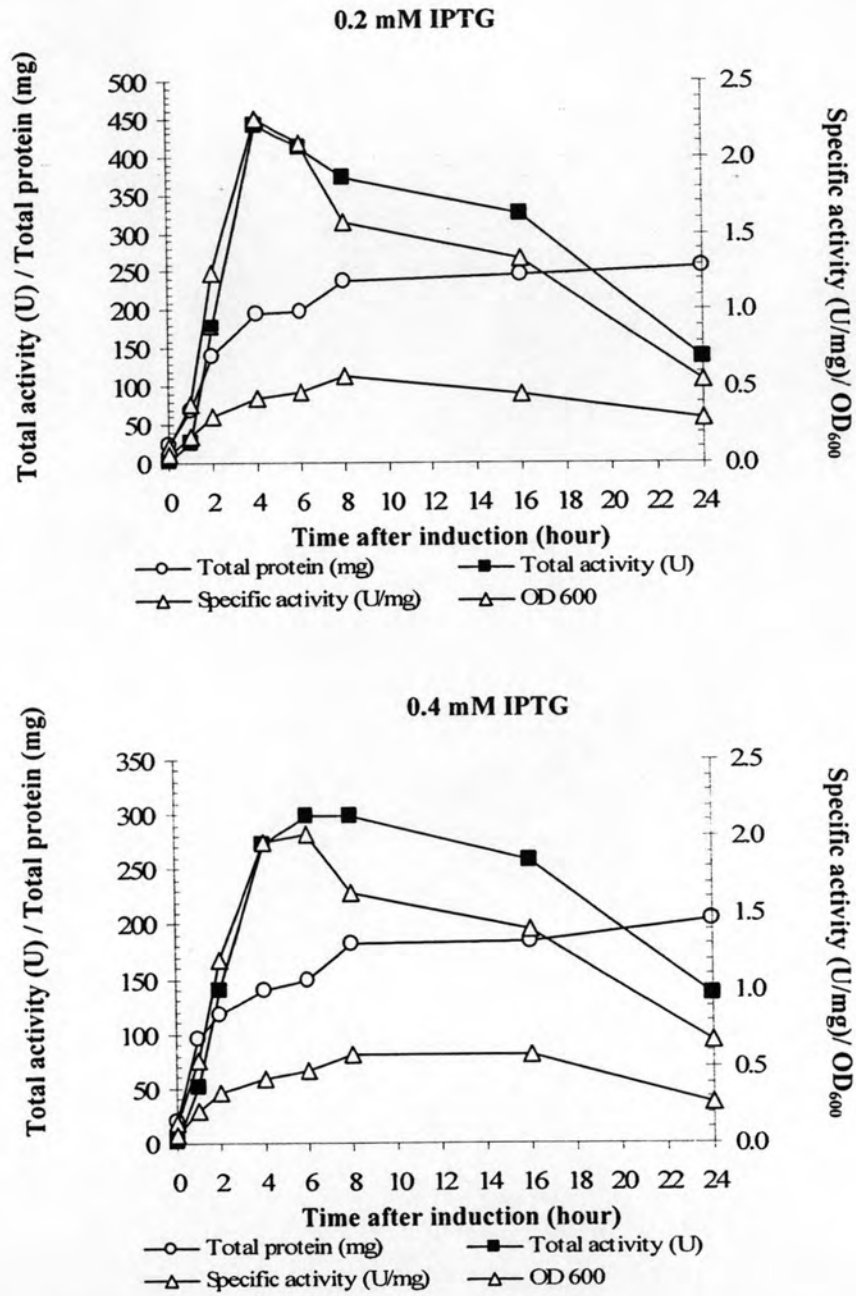 0.2 mM IPTG
Total activity (U) / Total protein (mg)
500
450
400
350
300
250
200
150
100
50
0
2.5
2.0
1.5
1.0
0.5
0.0
Specific activity (U/mg)/ OD600
0 2 4 6 8 10 12 14 16 18 20 22 24
Time after induction (hour)
Total protein (mg) Total activity (U)
Specific activity (U/mg) OD 600
0.4 mM IPTG
Total activity (U) / Total protein (mg)
350
300
250
200
150
100
50
0
2.5
2.0
1.5
1.0
0.5
0.0
Specific activity (U/mg)/ OD600
0 2 4 6 8 10 12 14 16 18 20 22 24
Time after induction (hour)
Total protein (mg) Total activity (U)
Specific activity (U/mg) OD 600